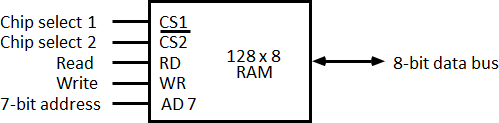 Chip select 1 CS1
Chip select 2 CS2
Read RD 128 x 8 8-bit data bus
Write WR RAM
7-bit address AD 7